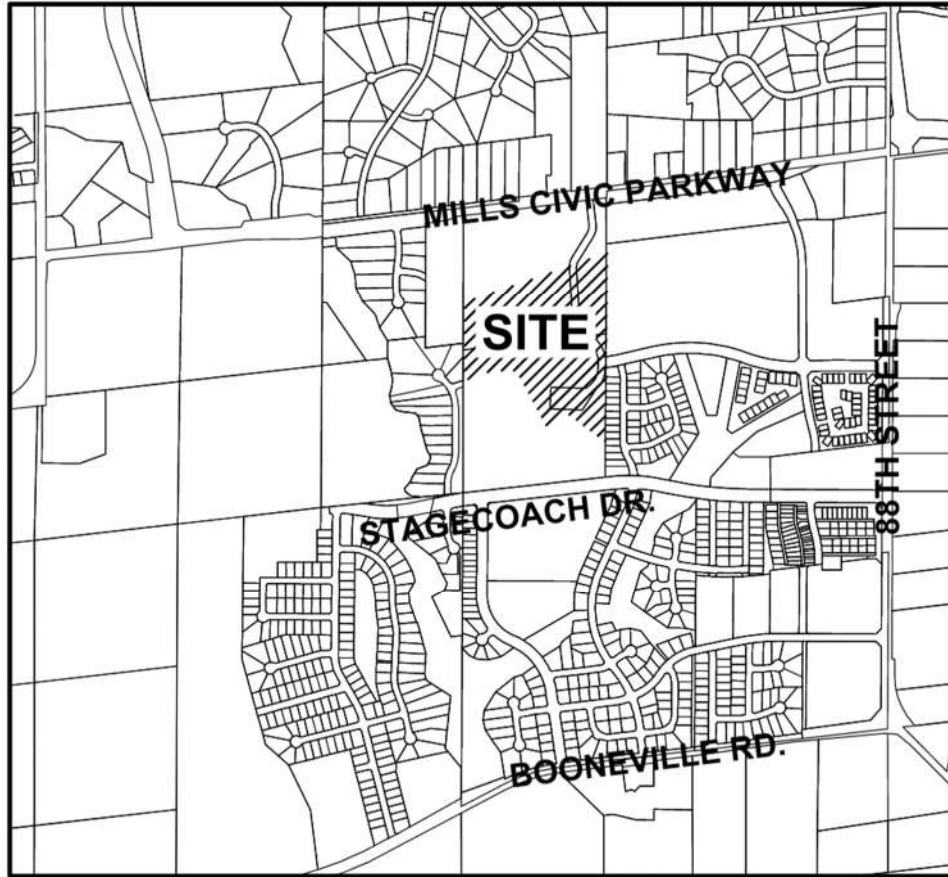 MILLS CIVIC PARKWAY
SITE
88TH STREET
STAGECOACH DR.
BOONEVILLE RD.